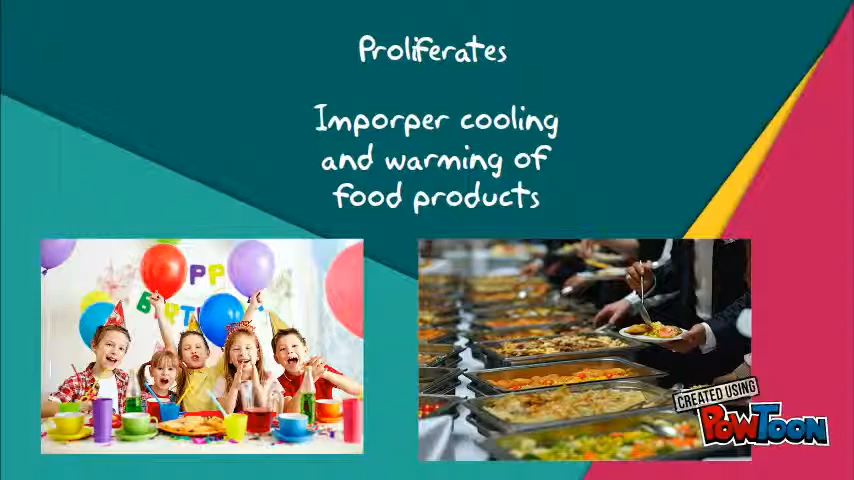 Proliferates
Imporper cooling
and warming of
food products
CREATED USING
POWTOON